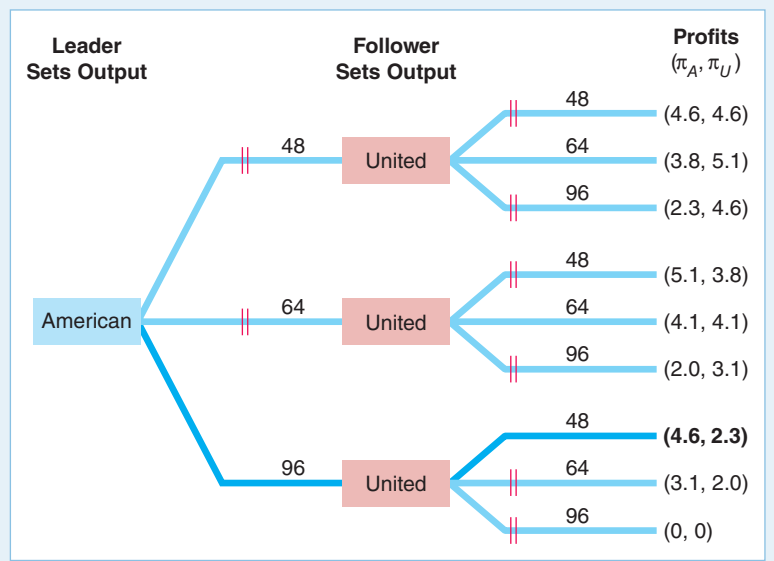 Leader
Sets Output
Follower
Sets Output
Profits
(π_A, π_U)
American
48
United
48
(4.6, 4.6)
64
(3.8, 5.1)
96
(2.3, 4.6)
64
United
48
(5.1, 3.8)
64
(4.1, 4.1)
96
(2.0, 3.1)
96
United
48
(4.6, 2.3)
64
(3.1, 2.0)
96
(0, 0)